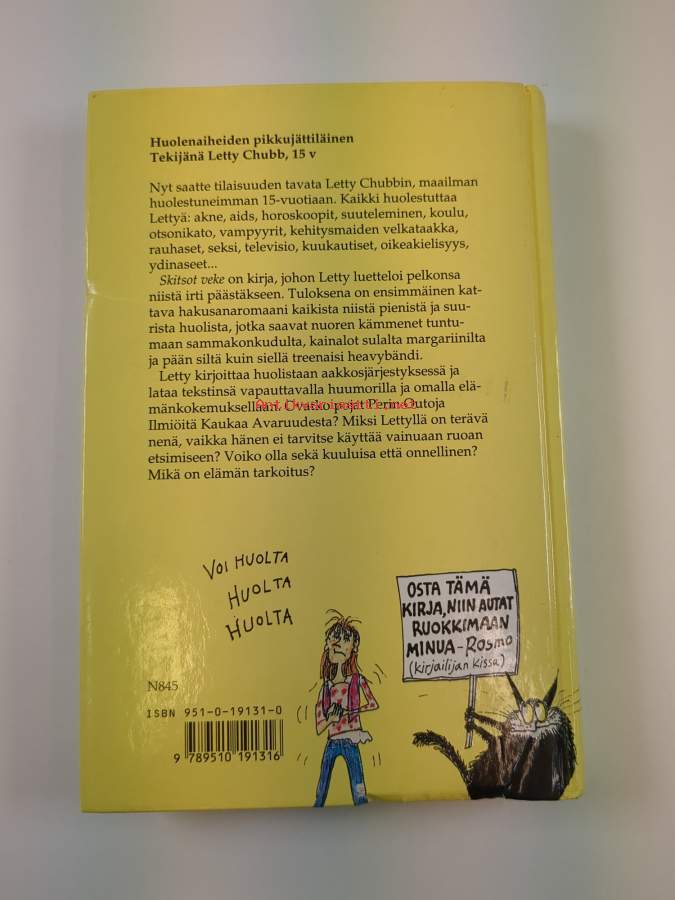 Huolenaiheiden pikkujättiläinen
Tekijänä Letty Chubb, 15 v
Nyt saatte tilaisuuden tavata Letty Chubbin, maailman
huolestuneimman 15-vuotiaan. Kaikki huolestuttaa
Lettyä: akne, aids, horoskoopit, suuteleminen, koulu,
otsonikato, vampyyrit, kehitysmaiden velkataakka,
rauhaset, seksi, televisio, kuukautiset, oikeakielisyys,
ydinaseet...
Skitsot veke on kirja, johon Letty luetteloi pelkonsa
niistä irti päästäkseen. Tuloksena on ensimmäinen kat-
tava hakusanaromaani kaikista niistä pienistä ja suu-
rista huolista, jotka saavat nuoren kämmenet tuntu-
maan sammakonkudulta, kainalot sulalta margariinilta
ja pään siltä kuin siellä treenaisi heavybändi.
Letty kirjoittaa huolistaan aakkosjärjestyksessä ja
lataa tekstinsä vapauttavalla huumorilla ja omalla elä-
mänkokemuksellaan. Ovatko pojat Perin Outoja
Ilmiöitä Kaukaa Avaruudesta? Miksi Lettyllä on terävä
nenä, vaikka hänen ei tarvitse käyttää vainuaan ruoan
etsimiseen? Voiko olla sekä kuuluisa että onnellinen?
Mikä on elämän tarkoitus?
VOI HUOLTA
HUOLTA
HUOLTA
OSTA TÄMÄ
KIRJA, NIIN AUTAT
RUOKKIMAAN
MINUA - Rosmo
(kirjailijan kissa)
N845
ISBN 951-0-19131-0
9 789510 191316